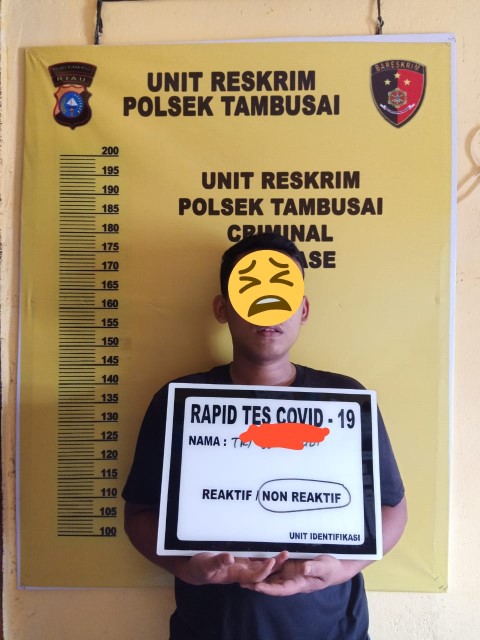 RIAU
BARESKRIM
UNIT RESKRIM
POLSEK TAMBUSAI
UNIT RESKRIM
POLSEK TAMBUSAI
CRIMINAL
ASE
200
195
190
185
180
175
170
165
160
155
150
145
140
135
130
125
120
115
110
105
100
RAPID TES COVID - 19
NAMA :
REAKTIF / NON REAKTIF
UNIT IDENTIFIKASI